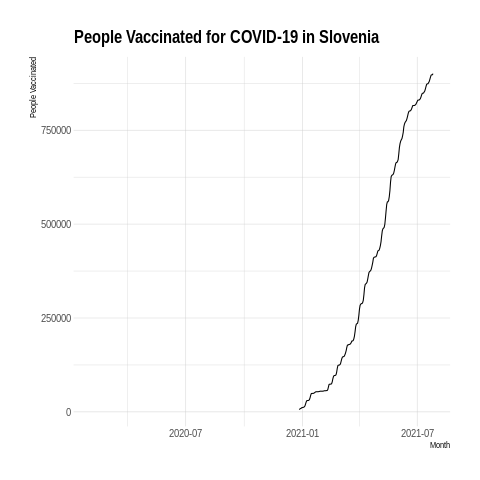 People Vaccinated for COVID-19 in Slovenia
People Vaccinated
750000
500000
250000
0
2020-07
2021-01
2021-07
Month